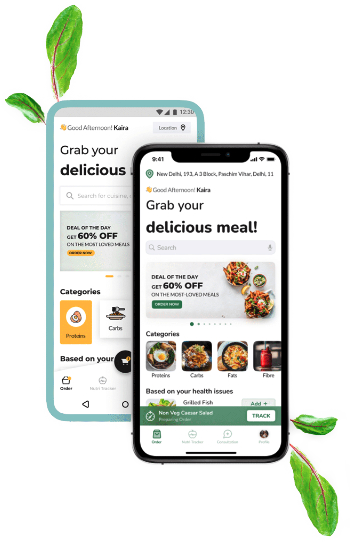 12:30
Good Afternoon! Kaira
Location
Grab your
delicious
Search for cuisine,
DEAL OF THE DAY
GET 60% OFF
ON THE MOST LOVED MEALS
ORDER NOW
Categories
Proteins
Carbs
Based on your
Order
Meal Tracker
9:41
New Delhi, 193, A 3 Block, Paschim Vihar, Delhi, 11
Good Afternoon! Kaira
Grab your
delicious meal!
Search
DEAL OF THE DAY
GET 60% OFF
ON THE MOST-LOVED MEALS
ORDER NOW
Categories
Proteins
Carbs
Fats
Fibre
Based on your health issues
Grilled Fish
Add +
Non Veg Caesar Salad
Preparing Order
TRACK
Order
Meal Tracker
Consultation
Profile